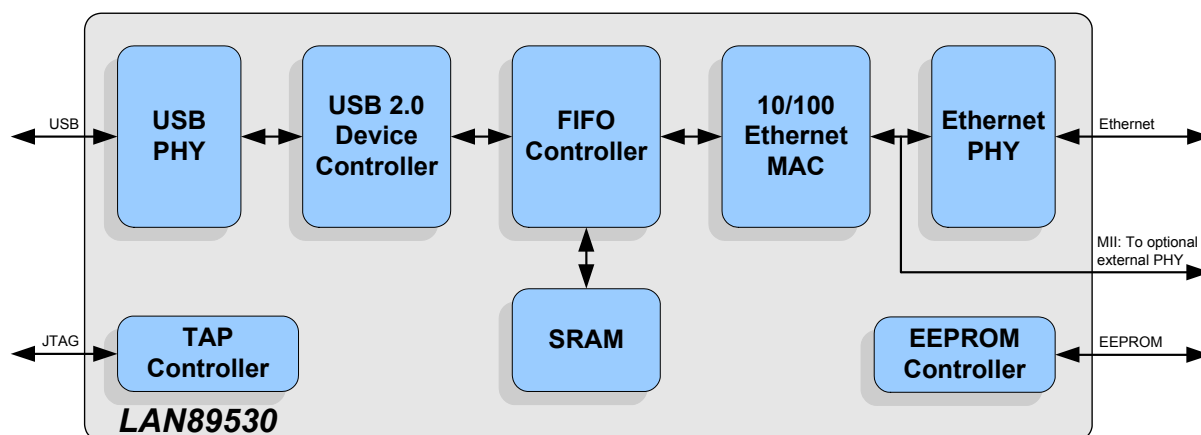 USB
USB
PHY
USB 2.0
Device
Controller
FIFO
Controller
10/100
Ethernet
MAC
Ethernet
PHY
Ethernet
MII: To optional
external PHY
SRAM
JTAG
TAP
Controller
EEPROM
Controller
EEPROM
LAN89530